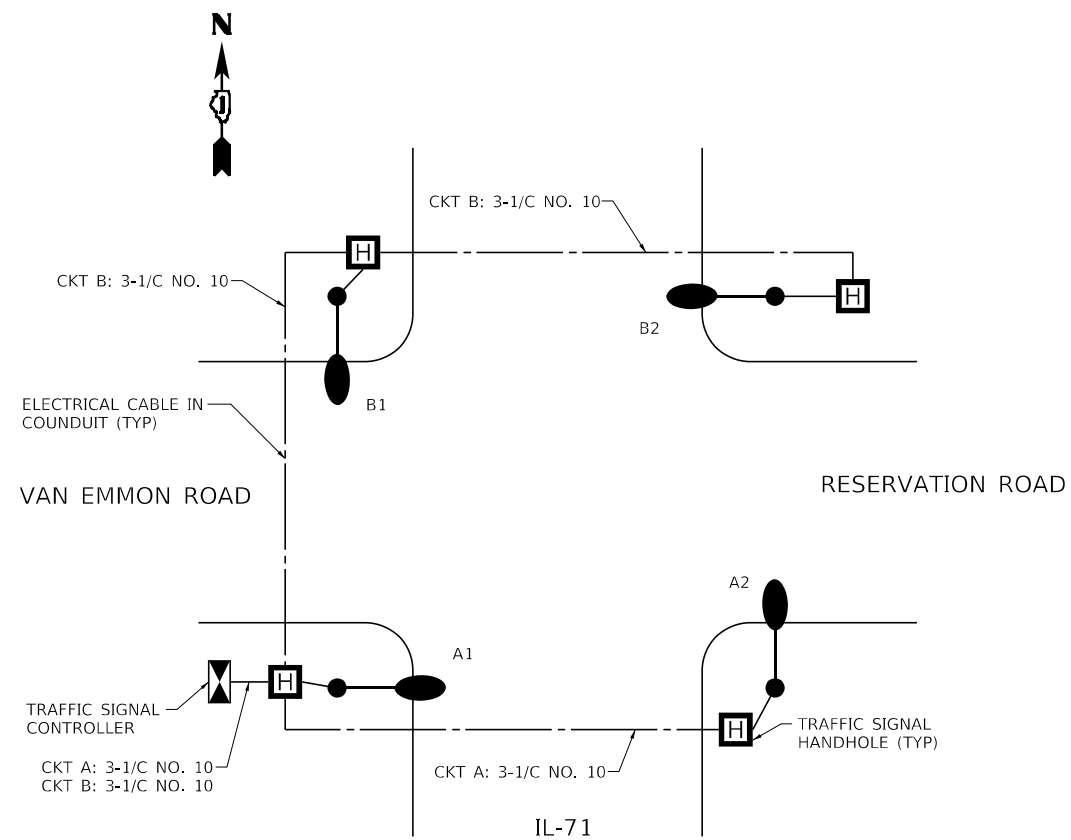 N
CKT B: 3-1/C NO. 10
H
CKT B: 3-1/C NO. 10
H
B2
B1
ELECTRICAL CABLE IN
COUNDUIT (TYP)
VAN EMMON ROAD
RESERVATION ROAD
A2
A1
H
TRAFFIC SIGNAL
CONTROLLER
H
TRAFFIC SIGNAL
HANDHOLE (TYP)
CKT A: 3-1/C NO. 10
CKT B: 3-1/C NO. 10
CKT A: 3-1/C NO. 10
IL-71